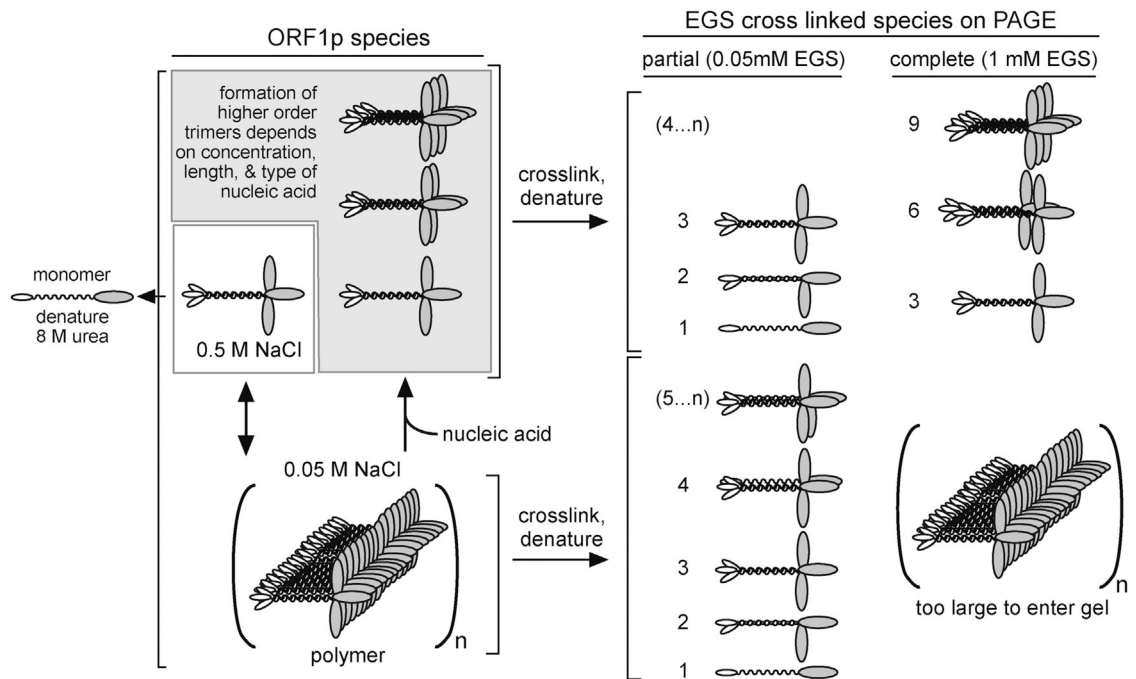 ORF1p species
EGS cross linked species on PAGE
partial (0.05mM EGS)
complete (1 mM EGS)
formation of
higher order
trimers depends
on concentration,
length, & type of
nucleic acid
monomer
denature
8 M urea
0.5 M NaCl
nucleic acid
0.05 M NaCl
n
polymer
crosslink,
denature
crosslink,
denature
(4...n)
3
2
1
9
6
3
(5...n)
4
3
2
1
n
too large to enter gel